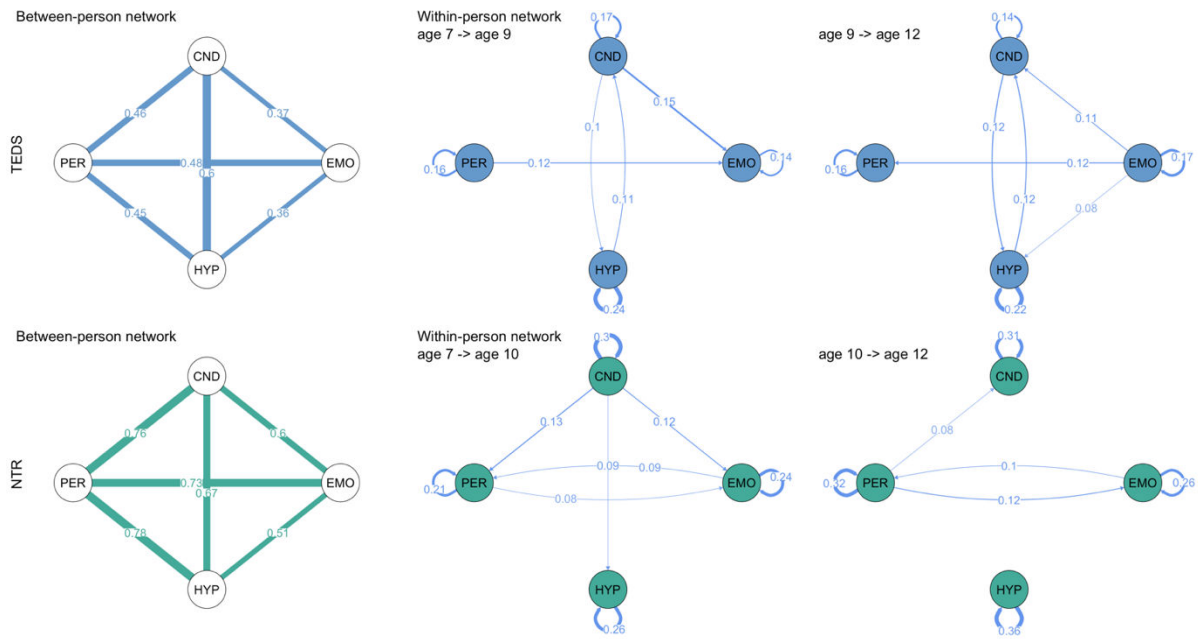 Between-person network
Within-person network
age 7 -> age 9
age 9 -> age 12
TEDS
CND
PER
EMO
HYP
0.46
0.37
0.48
0.6
0.45
0.36
0.17
CND
0.15
0.1
PER
0.16
0.12
EMO
0.14
0.11
HYP
0.24
0.14
CND
0.11
0.12
PER
0.16
0.12
EMO
0.17
0.12
0.08
HYP
0.22
Between-person network
Within-person network
age 7 -> age 10
age 10 -> age 12
NTR
CND
0.76
0.6
PER
0.73
0.67
EMO
0.78
0.51
HYP
0.3
CND
0.13
0.12
PER
0.21
0.09
0.09
0.08
EMO
0.24
HYP
0.26
0.31
CND
0.08
PER
0.32
0.1
0.12
EMO
0.26
HYP
0.36